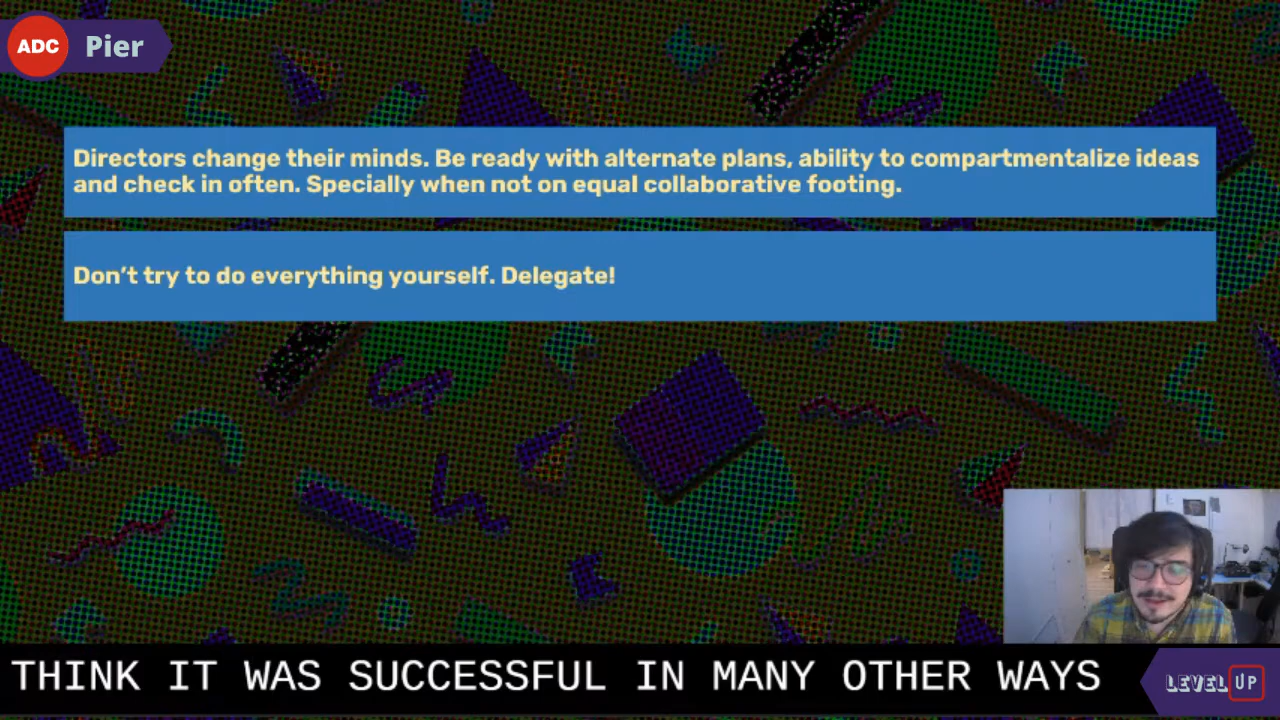 ADC Pier
Directors change their minds. Be ready with alternate plans, ability to compartmentalize ideas
and check in often. Specially when not on equal collaborative footing.
Don't try to do everything yourself. Delegate!
THINK IT WAS SUCCESSFUL IN MANY OTHER WAYS
LEVEL UP